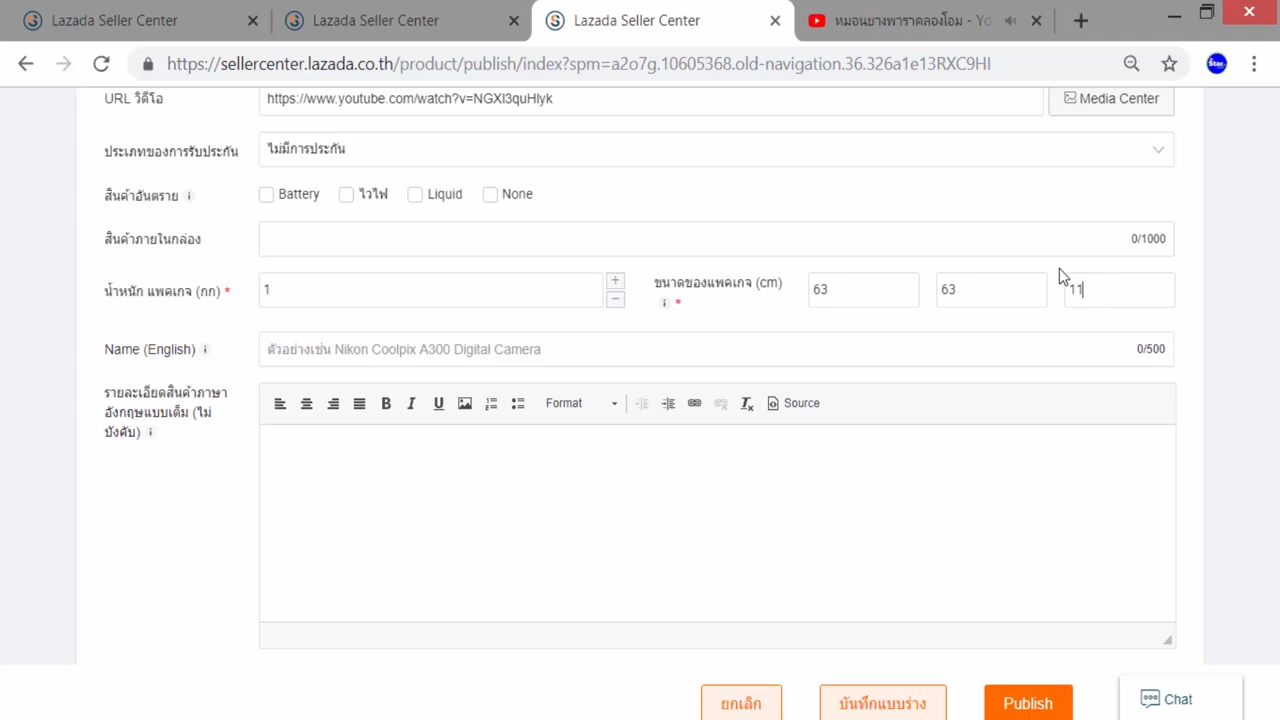 Lazada Seller Center
Lazada Seller Center
Lazada Seller Center
หมอนยางพาราคลองโอม - Yo
https://sellercenter.lazada.co.th/product/publish/index?spm=a2o7g.10605368.old-navigation.36.326a1e13RXC9HI
Star.
URL วิดีโอ
https://www.youtube.com/watch?v=NGXl3quHlyk
Media Center
ประเภทของการรับประกัน
ไม่มีการประกัน
สินค้าอันตราย i
Battery
ไวไฟ
Liquid
None
สินค้าภายในกล่อง
0/1000
น้ำหนัก แพคเกจ (กก) *
1
ขนาดของแพคเกจ (cm)
i *
63
63
11
Name (English) i
ตัวอย่างเช่น Nikon Coolpix A300 Digital Camera
0/500
รายละเอียดสินค้าภาษา
อังกฤษแบบเต็ม (ไม่
บังคับ) i
B I U
Format
Source
ยกเลิก
บันทึกแบบร่าง
Publish
Chat